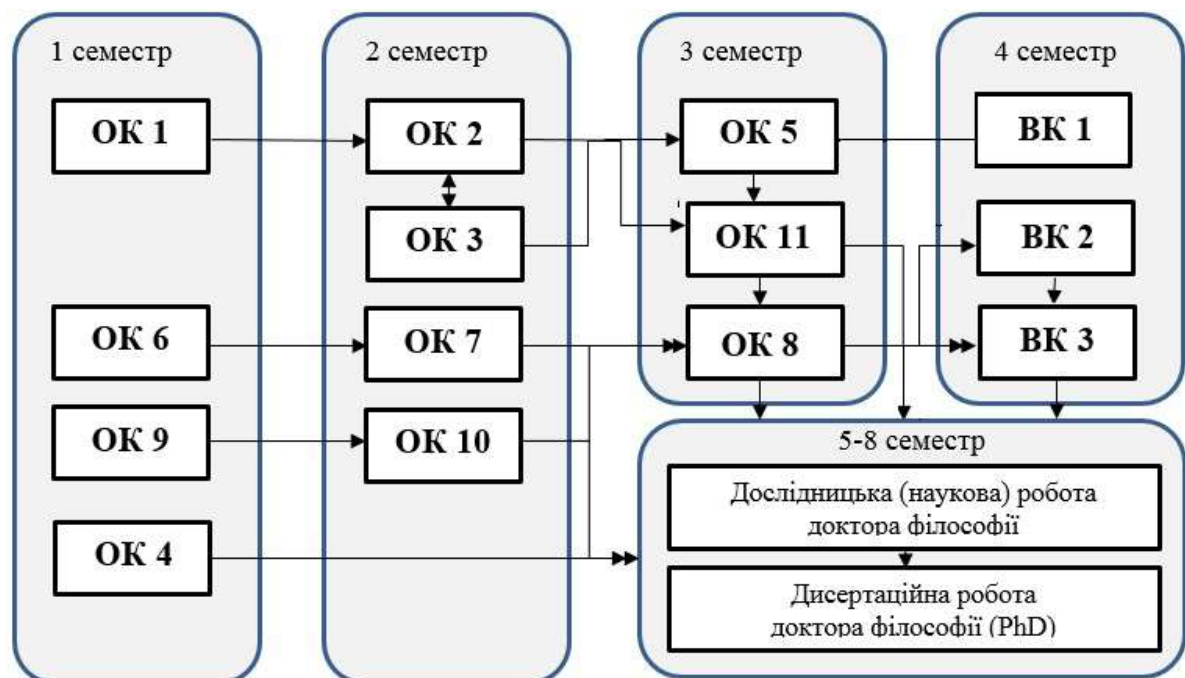 1 семестр
ОК 1
ОК 6
ОК 9
ОК 4
2 семестр
ОК 2
ОК 3
ОК 7
ОК 10
3 семестр
ОК 5
ОК 11
ОК 8
4 семестр
ВК 1
ВК 2
ВК 3
5-8 семестр
Дослідницька (наукова) робота
доктора філософії
Дисертаційна робота
доктора філософії (PhD)